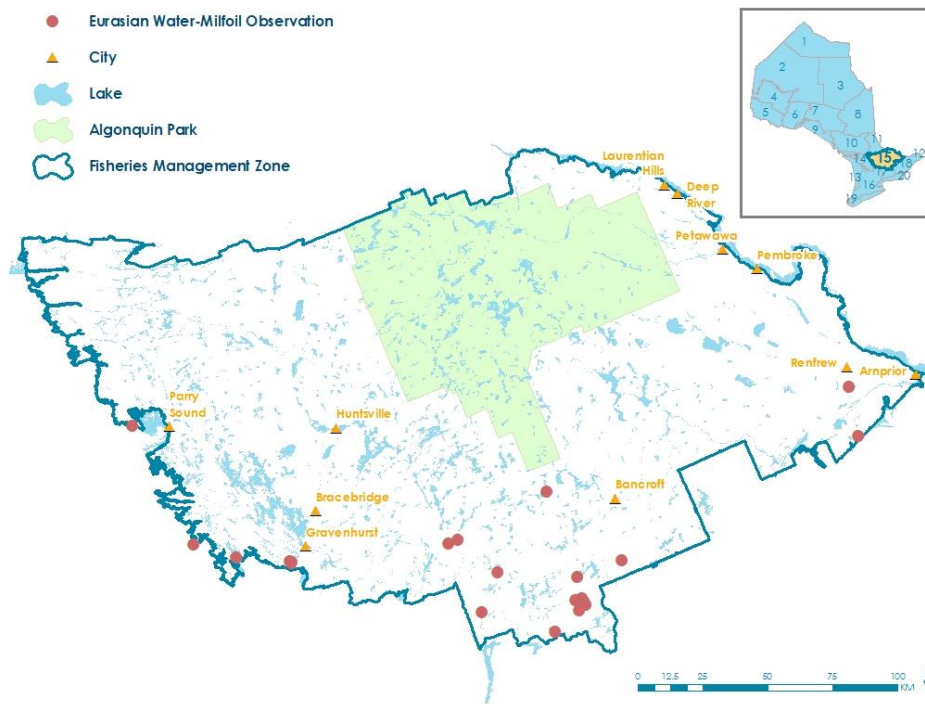 Eurasian Water-Milfoil Observation
City
Lake
Algonquin Park
Fisheries Management Zone
1
2
3
4
5
6
7
8
9
10
11
12
14
15
18
17
13
16
20
19
Laurentian
Hills
Deep
River
Petawawa
Pembroke
Renfrew
Arnprior
Parry
Sound
Huntsville
Bancroft
Bracebridge
Gravenhurst
0 12.5 25 50 75 100
KM